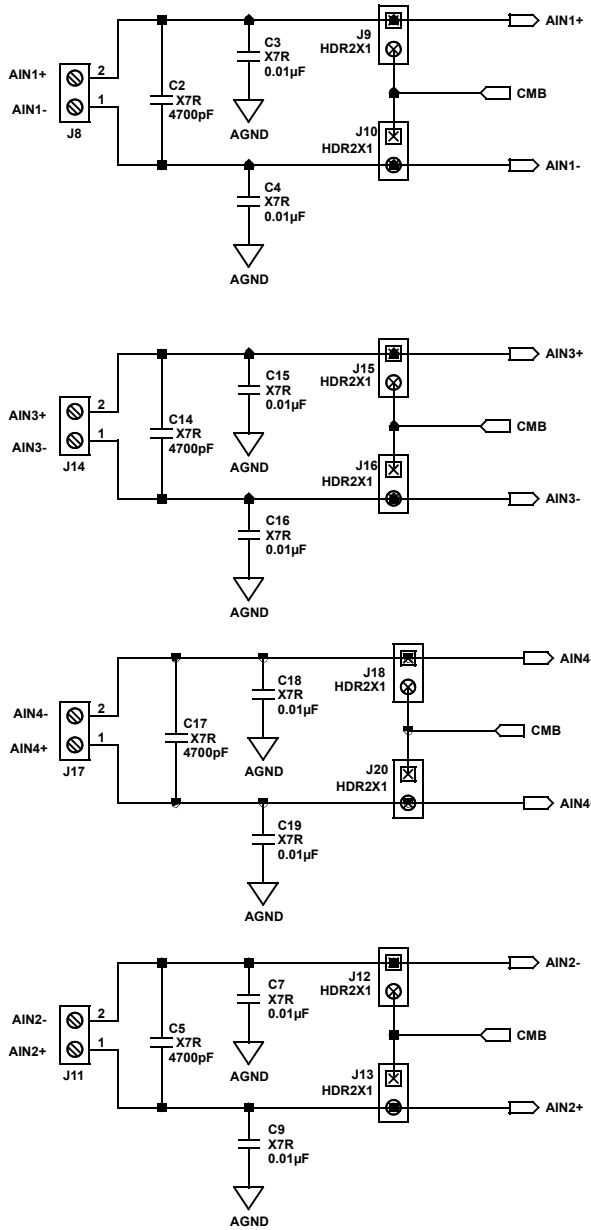 AIN1+
AIN1-
2
1
J8
C2
X7R
4700pF
C3
X7R
0.01µF
AGND
C4
X7R
0.01µF
AGND
J9
HDR2X1
J10
HDR2X1
AIN1+
CMB
AIN1-
AIN3+
AIN3-
2
1
J14
C14
X7R
4700pF
C15
X7R
0.01µF
AGND
C16
X7R
0.01µF
AGND
J15
HDR2X1
J16
HDR2X1
AIN3+
CMB
AIN3-
AIN4-
AIN4+
2
1
J17
C17
X7R
4700pF
C18
X7R
0.01µF
AGND
C19
X7R
0.01µF
AGND
J18
HDR2X1
J20
HDR2X1
AIN4
CMB
AIN4
AIN2-
AIN2+
2
1
J11
C5
X7R
4700pF
C7
X7R
0.01µF
AGND
C9
X7R
0.01µF
AGND
J12
HDR2X1
J13
HDR2X1
AIN2-
CMB
AIN2+